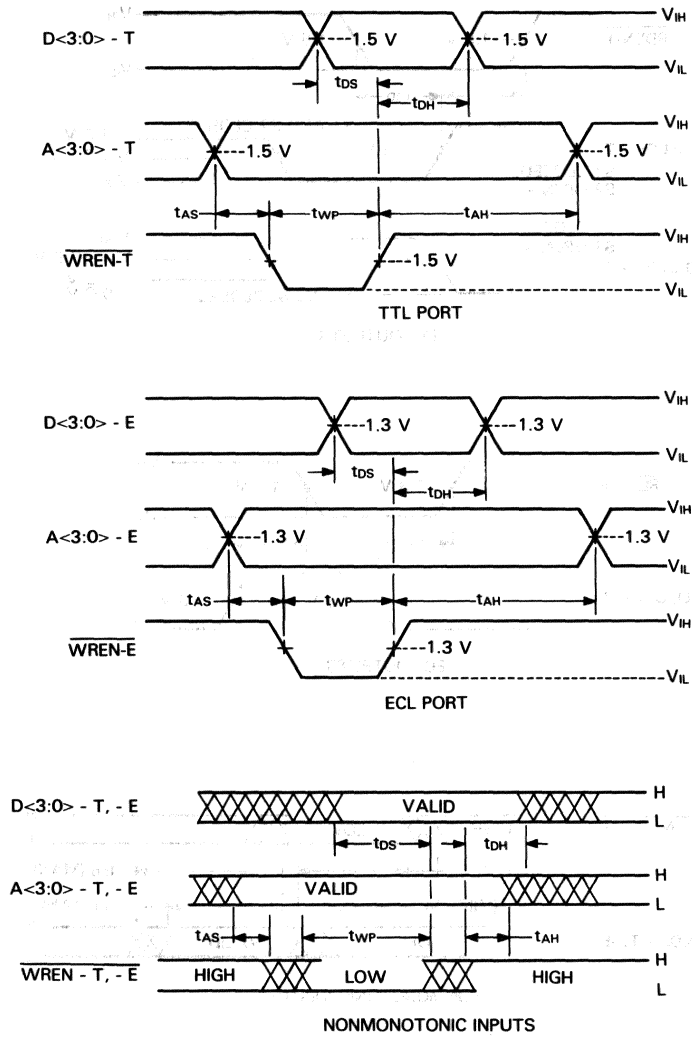 VIH
D<3:0> - T
1.5 V
1.5 V
VIL
tDS
tDH
VIH
A<3:0> - T
1.5 V
1.5 V
VIL
tAS
tWP
tAH
VIH
WREN-T
1.5 V
VIL
TTL PORT
VIH
D<3:0> - E
1.3 V
1.3 V
VIL
tDS
tDH
VIH
A<3:0> - E
1.3 V
1.3 V
VIL
tAS
tWP
tAH
VIH
WREN-E
1.3 V
VIL
ECL PORT
H
D<3:0> - T, - E
VALID
L
tDS
tDH
H
A<3:0> - T, - E
VALID
L
tAS
tWP
tAH
H
WREN - T, - E
HIGH
LOW
HIGH
L
NONMONOTONIC INPUTS